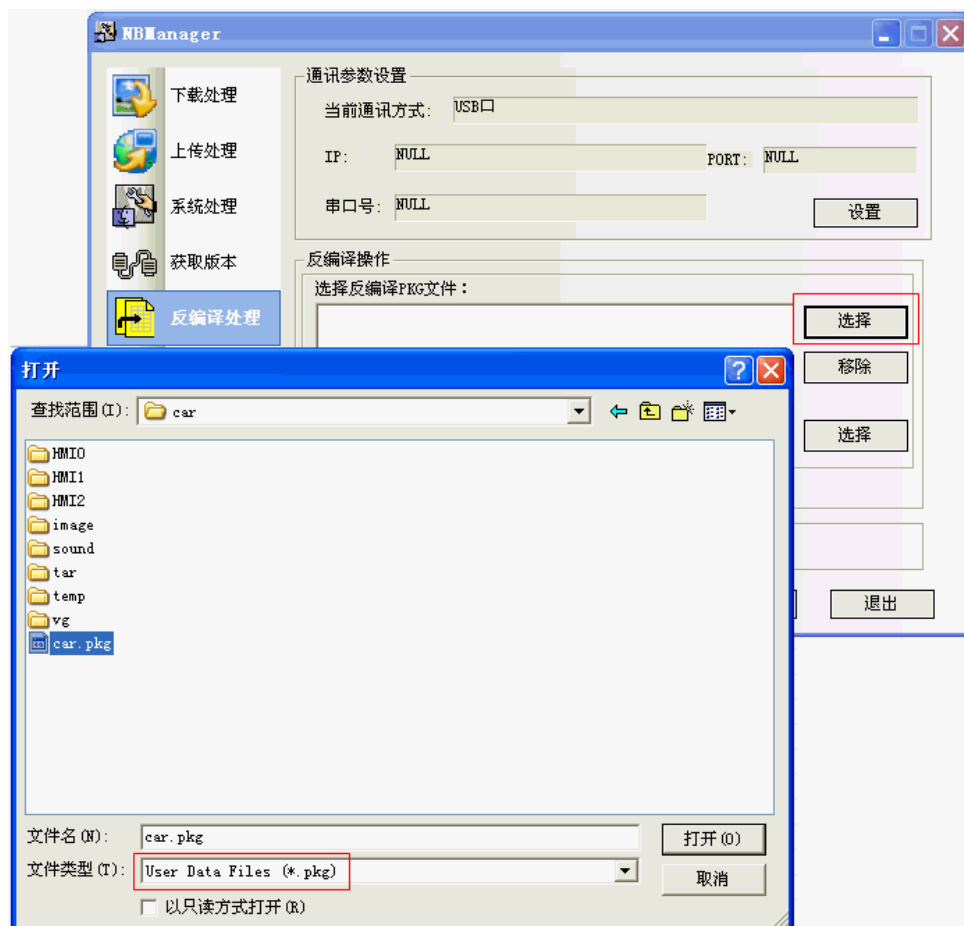 NBManager
下载处理
上传处理
系统处理
获取版本
反编译处理
通讯参数设置
当前通讯方式: USB口
IP: NULL PORT: NULL
串口号: NULL
设置
反编译操作
选择反编译PKG文件：
选择
移除
选择
退出
打开
查找范围(I): car
HMI0
HMI1
HMI2
image
sound
tar
temp
vg
car.pkg
文件名(N): car.pkg 打开(O)
文件类型(T): User Data Files (*.pkg) 取消
以只读方式打开(R)